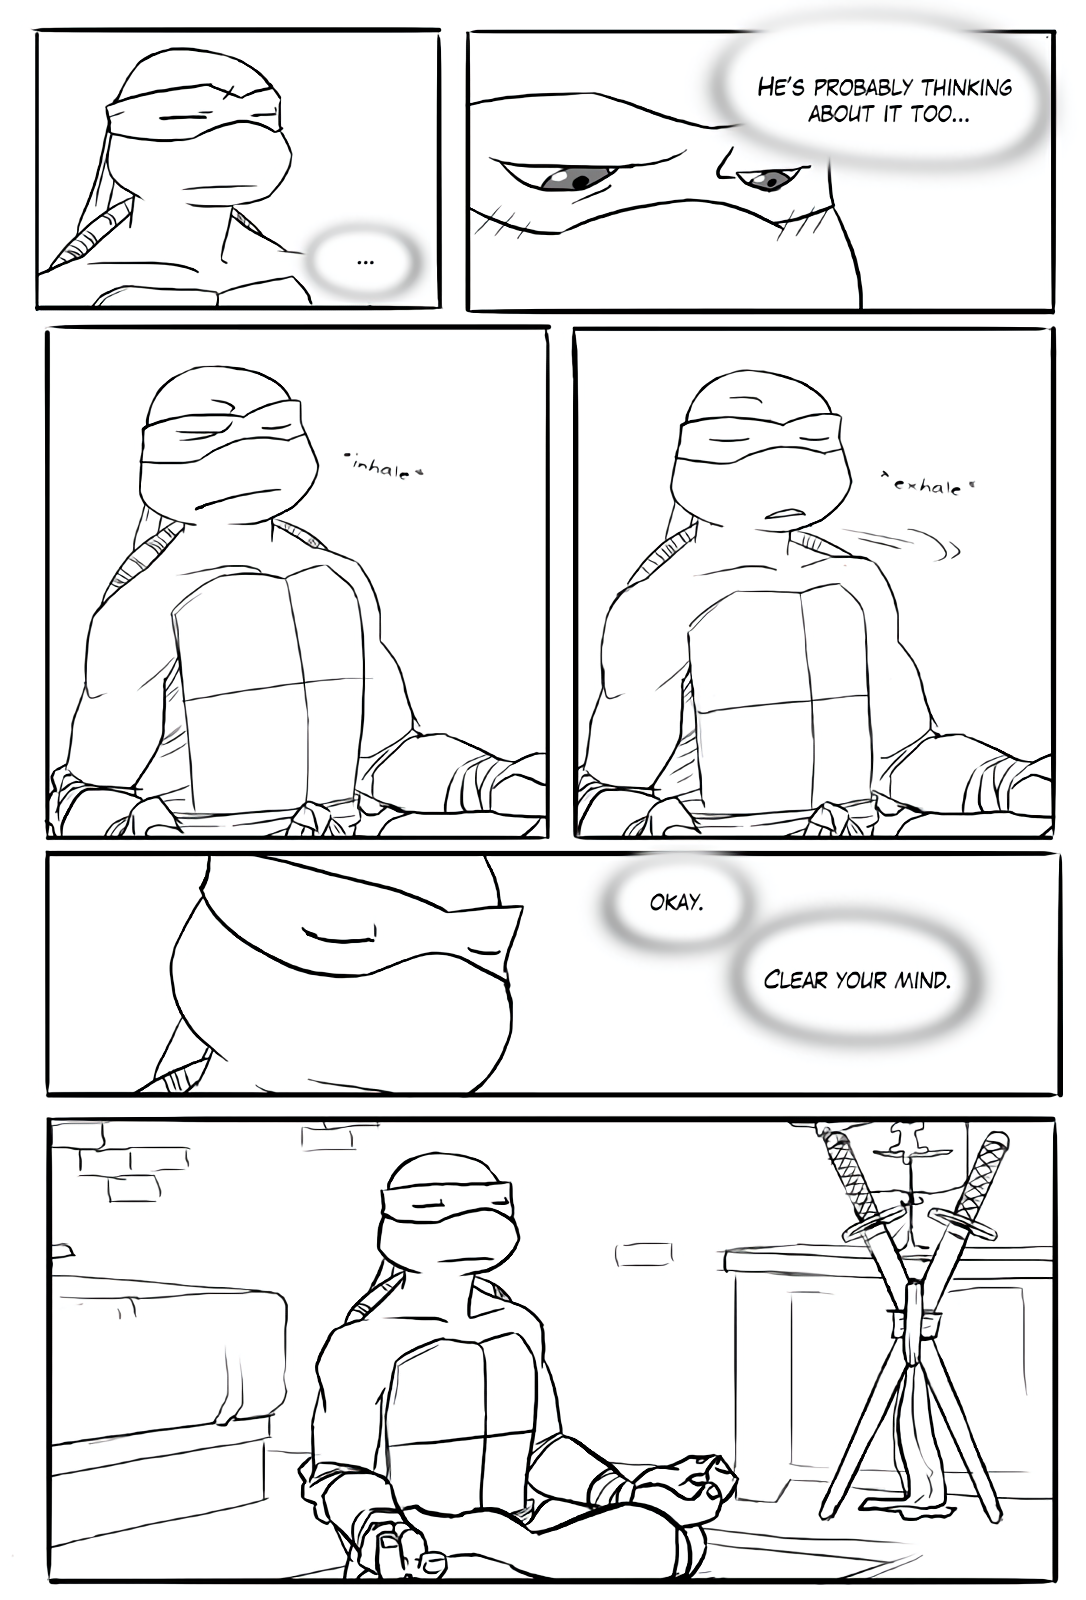 ...
HE'S PROBABLY THINKING
ABOUT IT TOO...
*inhale*
*exhale*
OKAY.
CLEAR YOUR MIND.